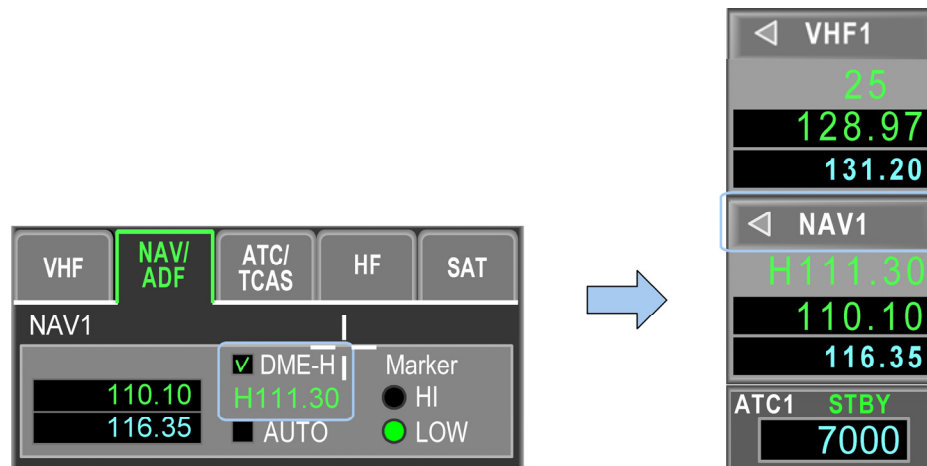 VHF
NAV/
ADF
ATC/
TCAS
HF
SAT
NAV1
DME-H
Marker
110.10
H111.30
HI
116.35
AUTO
LOW
VHF1
25
128.97
131.20
NAV1
H111.30
110.10
116.35
ATC1 STBY
7000